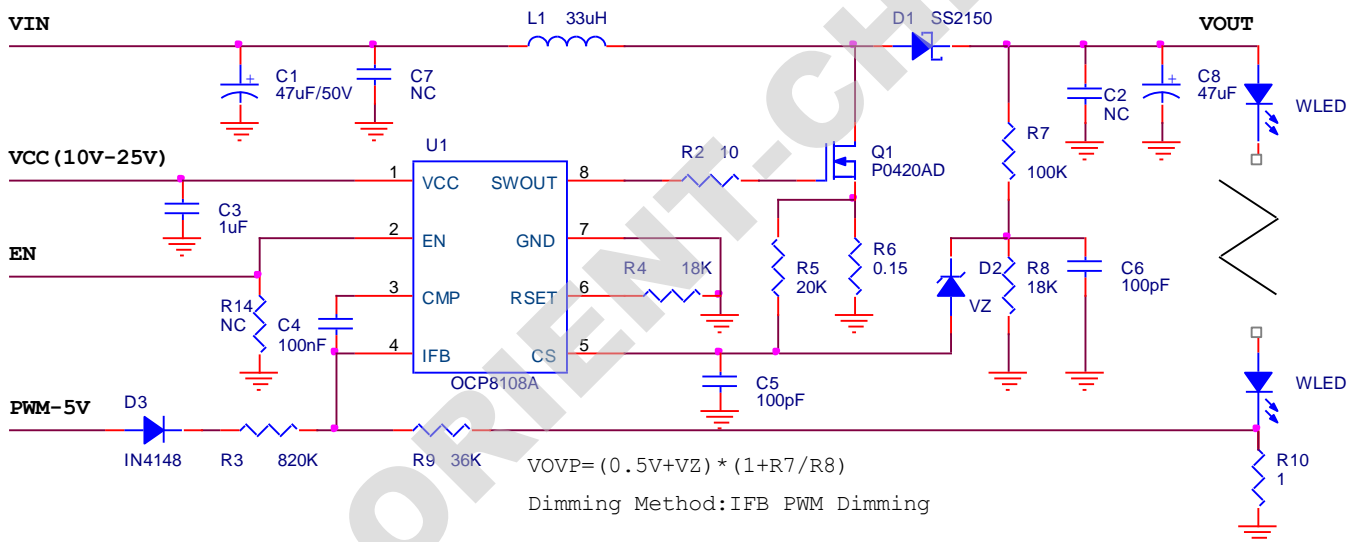 VIN
L1 33uH
D1 SS2150
VOUT
C1
47uF/50V
C7
NC
C2
NC
C8
47uF
WLED
R7
100K
VCC(10V-25V)
U1
R2 10
Q1
P0420AD
1
VCC
SWOUT
8
C3
1uF
2
EN
GND
7
EN
R4 18K
R5
20K
R6
0.15
D2
VZ
R8
18K
C6
100pF
3
CMP
RSET
6
R14
NC
C4
100nF
4
IFB
CS
5
OCP8108A
C5
100pF
WLED
PWM-5V
D3
IN4148
R3 820K
R9 36K
R10
1
VOVP=(0.5V+VZ)*(1+R7/R8)
Dimming Method:IFB PWM Dimming
ORIENT-CHI